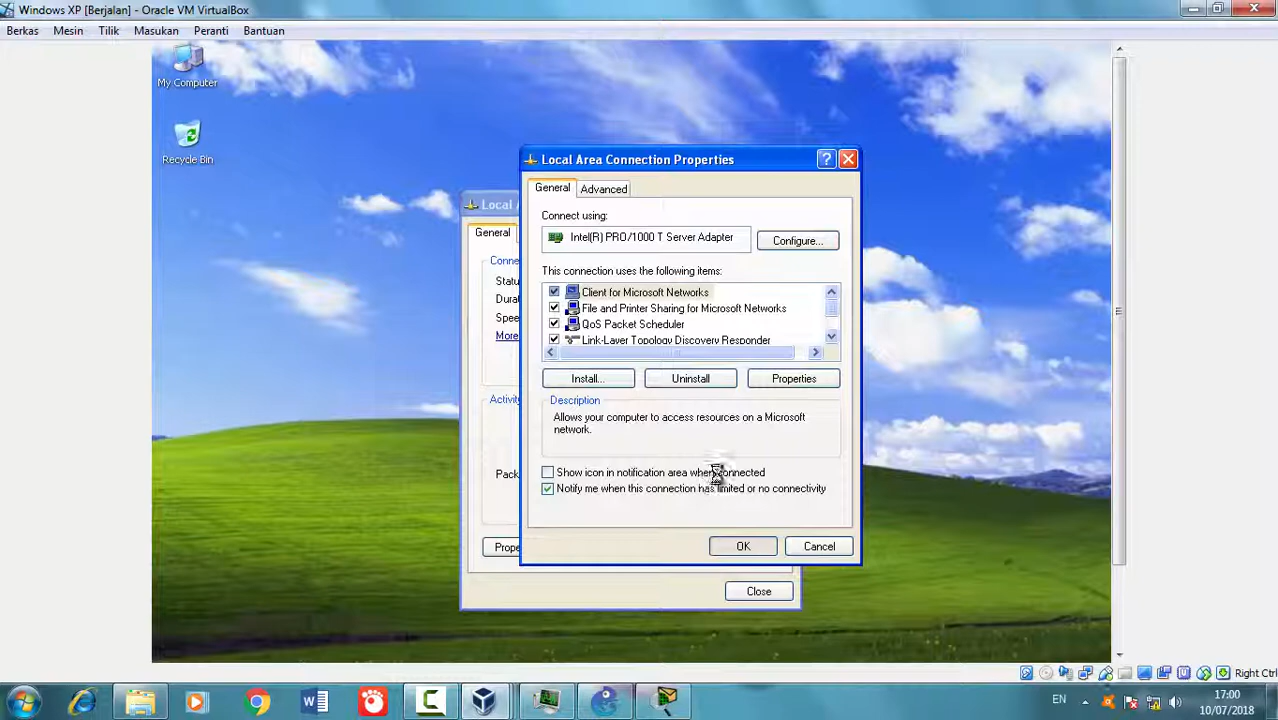 Windows XP [Berjalan] - Oracle VM VirtualBox
Berkas Mesin Tilik Masukan Peranti Bantuan
My Computer
Recycle Bin
Local A
General
Conne
Statu
Dura
Spee
More
Activity
Pack
Prope
Close
Local Area Connection Properties
General Advanced
Connect using:
Intel(R) PRO/1000 T Server Adapter
Configure...
This connection uses the following items:
Client for Microsoft Networks
File and Printer Sharing for Microsoft Networks
QoS Packet Scheduler
Link-Layer Topology Discovery Responder
Install... Uninstall Properties
Description
Allows your computer to access resources on a Microsoft
network.
Show icon in notification area when connected
Notify me when this connection has limited or no connectivity
OK Cancel
Right Ctrl
EN
17:00
10/07/2018